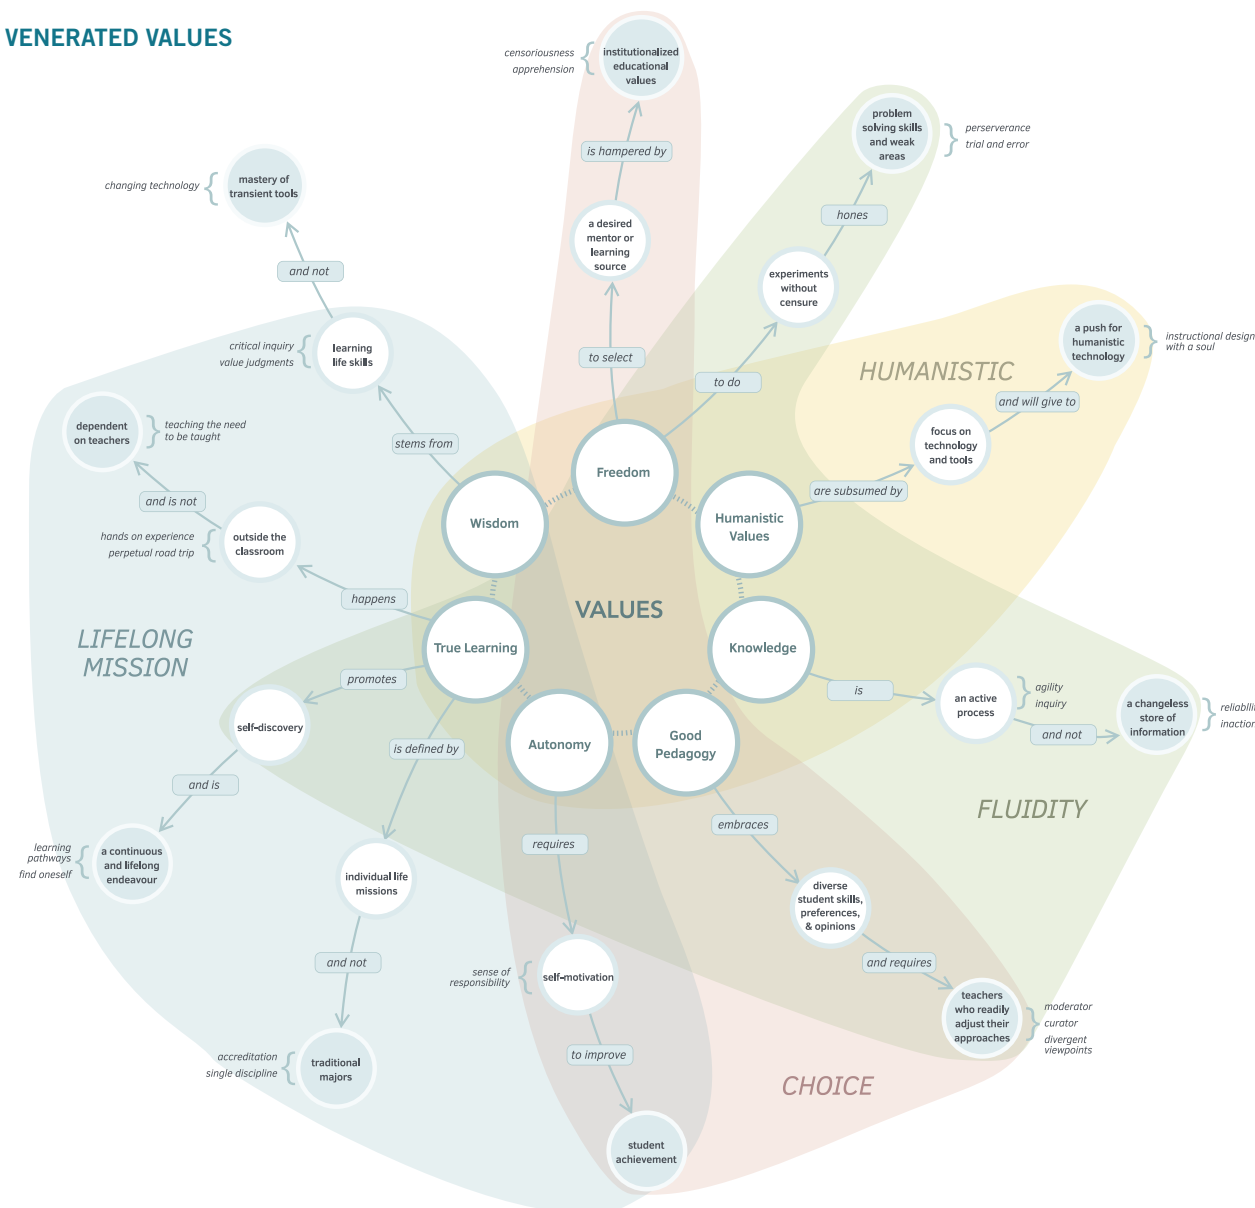 VENERATED VALUES
censoriousness
apprehension
institutionalized
educational
values
is hampered by
a desired
mentor or
learning
source
to select
problem
solving skills
and weak
areas
perserverance
trial and error
hones
experiments
without
censure
to do
changing technology
mastery of
transient tools
and not
critical inquiry
value judgments
learning
life skills
stems from
HUMANISTIC
a push for
humanistic
technology
instructional design
with a soul
and will give to
focus on
technology
and tools
are subsumed by
dependent
on teachers
teaching the need
to be taught
and is not
hands on experience
perpetual road trip
outside the
classroom
happens
Freedom
Wisdom
Humanistic
Values
VALUES
True Learning
Knowledge
Autonomy
Good
Pedagogy
LIFELONG
MISSION
promotes
self-discovery
is defined by
and is
learning
pathways
find oneself
a continuous
and lifelong
endeavour
individual life
missions
and not
accreditation
single discipline
traditional
majors
is
an active
process
agility
inquiry
and not
a changeless
store of
information
reliability
inaction
FLUIDITY
embraces
diverse
student skills,
preferences,
& opinions
and requires
teachers
who readily
adjust their
approaches
moderator
curator
divergent
viewpoints
requires
sense of
responsibility
self-motivation
to improve
student
achievement
CHOICE